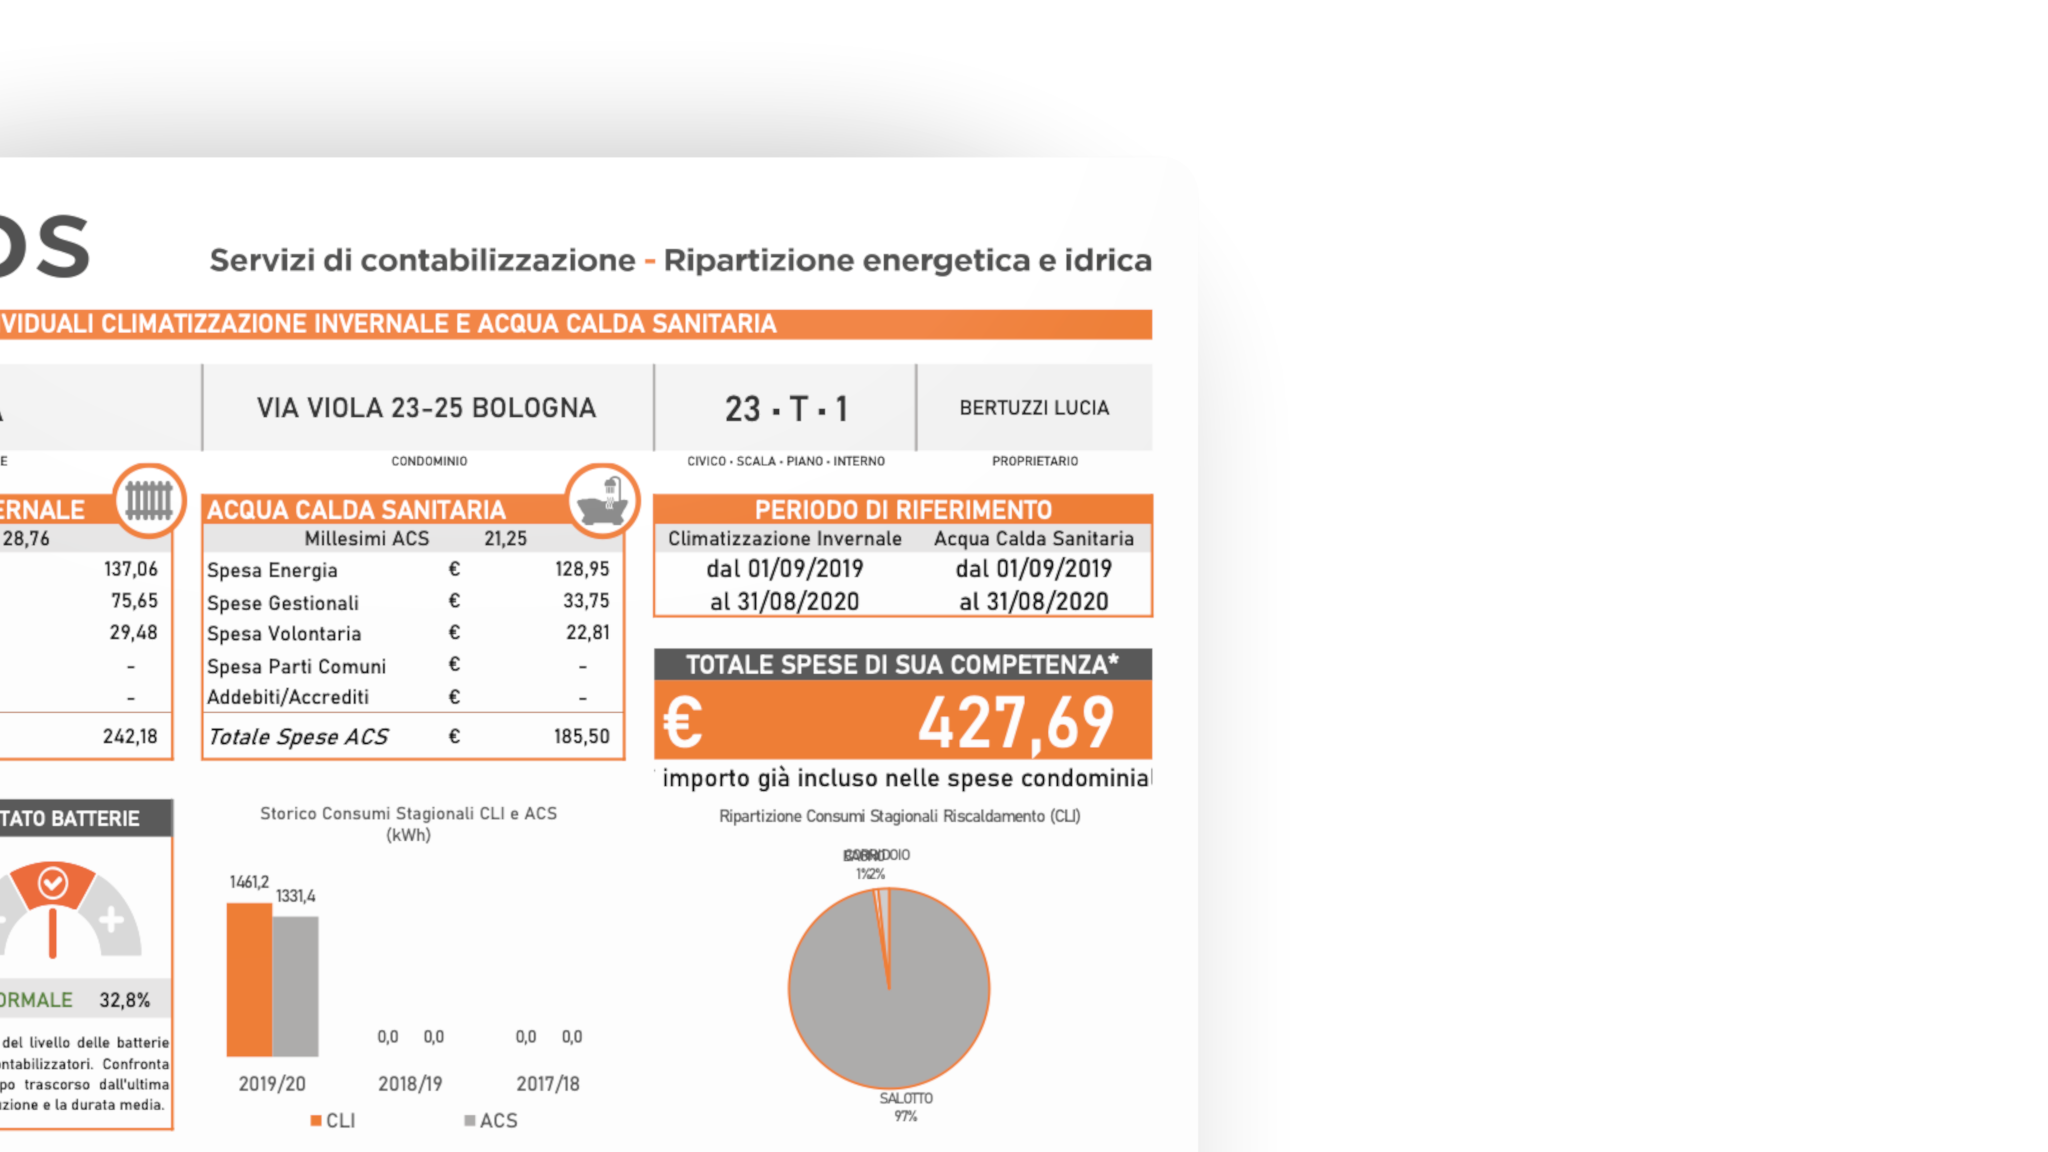 os
Servizi di contabilizzazione - Ripartizione energetica e idrica
VIDUALI CLIMATIZZAZIONE INVERNALE E ACQUA CALDA SANITARIA
VIA VIOLA 23-25 BOLOGNA
23 ▪ T ▪ 1
BERTUZZI LUCIA
CONDOMINIO
CIVICO - SCALA - PIANO - INTERNO
PROPRIETARIO
ERNALE
28,76
137,06
75,65
29,48
-
-
242,18
ACQUA CALDA SANITARIA
Millesimi ACS 21,25
Spesa Energia € 128,95
Spese Gestionali € 33,75
Spesa Volontaria € 22,81
Spesa Parti Comuni € -
Addebiti/Accrediti € -
Totale Spese ACS € 185,50
PERIODO DI RIFERIMENTO
Climatizzazione Invernale Acqua Calda Sanitaria
dal 01/09/2019 dal 01/09/2019
al 31/08/2020 al 31/08/2020
TOTALE SPESE DI SUA COMPETENZA*
€ 427,69
importo già incluso nelle spese condominial
TATO BATTERIE
ORMALE 32,8%
del livello delle batterie
ntabilizzatori. Confronta
po trascorso dall'ultima
zione e la durata media.
Storico Consumi Stagionali CLI e ACS
(kWh)
1461,2
1331,4
0,0 0,0 0,0 0,0
2019/20 2018/19 2017/18
CLI ACS
Ripartizione Consumi Stagionali Riscaldamento (CLI)
CORRIDOIO
1% 2%
SALOTTO
97%